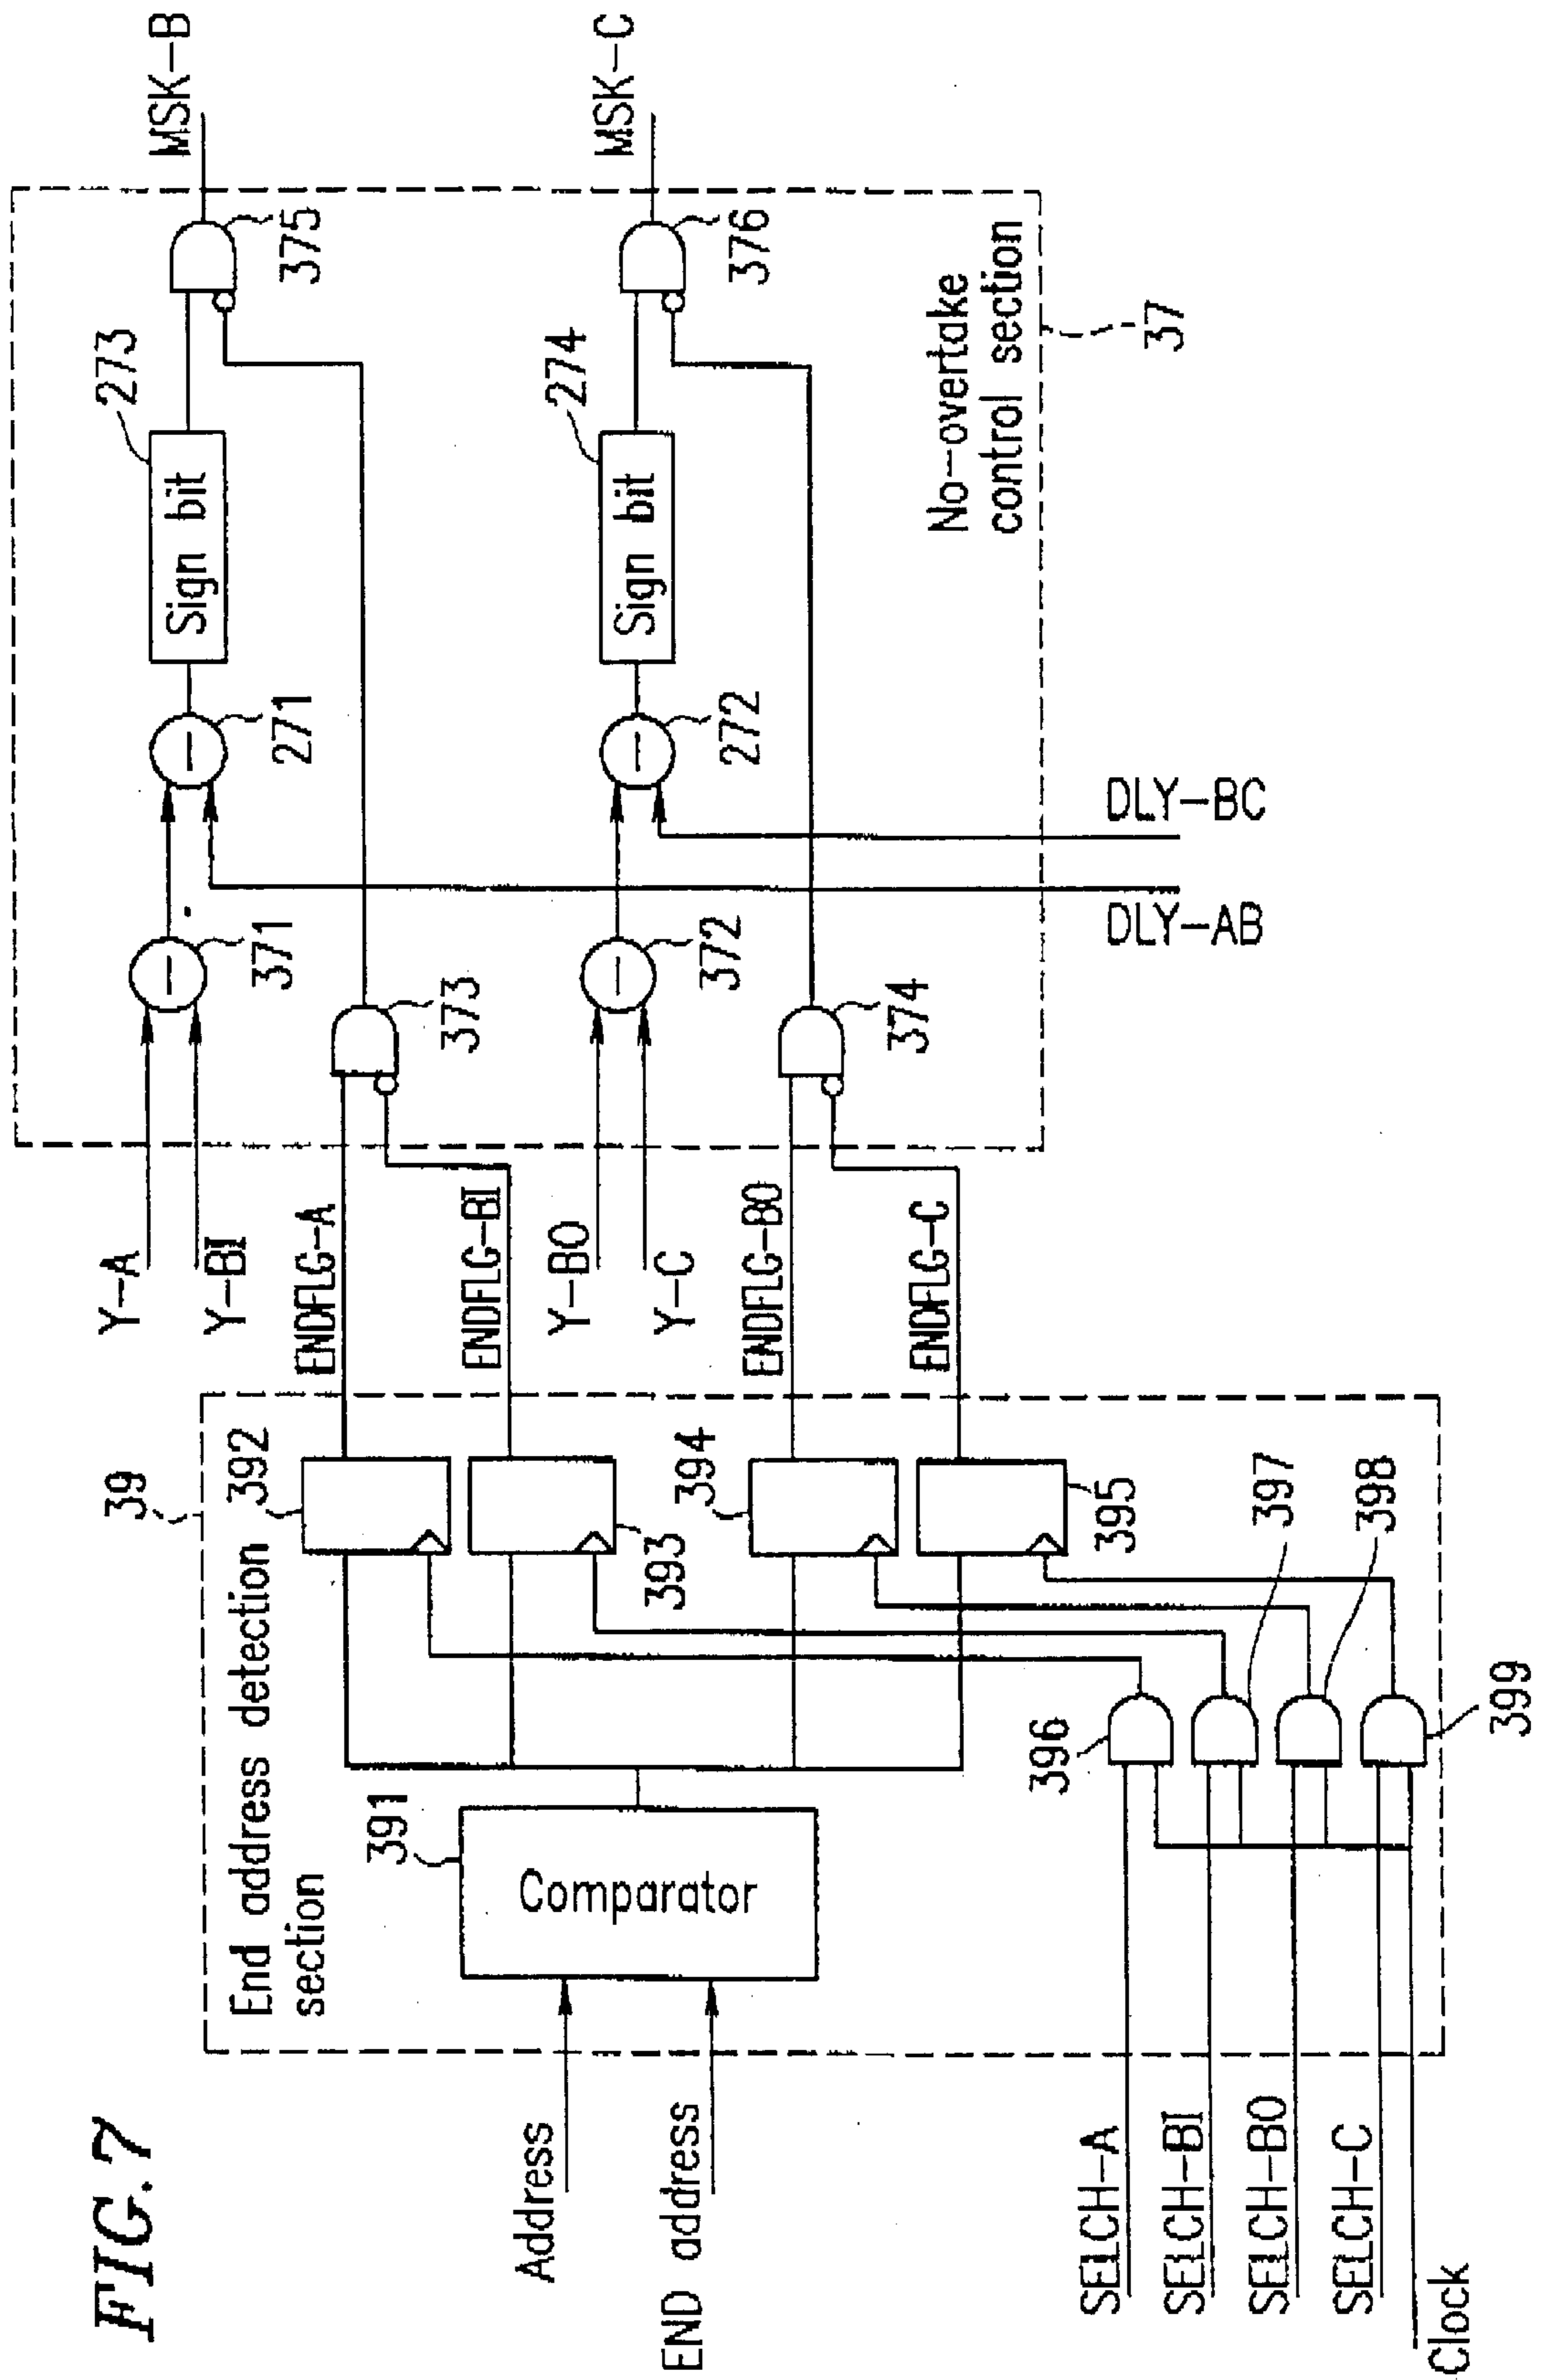 FIG.7
Address
END address
SELCH-A
SELCH-BI
SELCH-BO
SELCH-C
Clock
End address detection
section
39
391
Comparator
392
393
394
395
396
397
398
399
Y-A
Y-BI
ENDFLG-A
ENDFLG-BI
Y-BO
Y-C
ENDFLG-BO
ENDFLG-C
371
373
372
374
DLY-AB
DLY-BC
271
272
Sign bit
273
Sign bit
274
No-overtake
control section
37
375
376
MSK-B
MSK-C